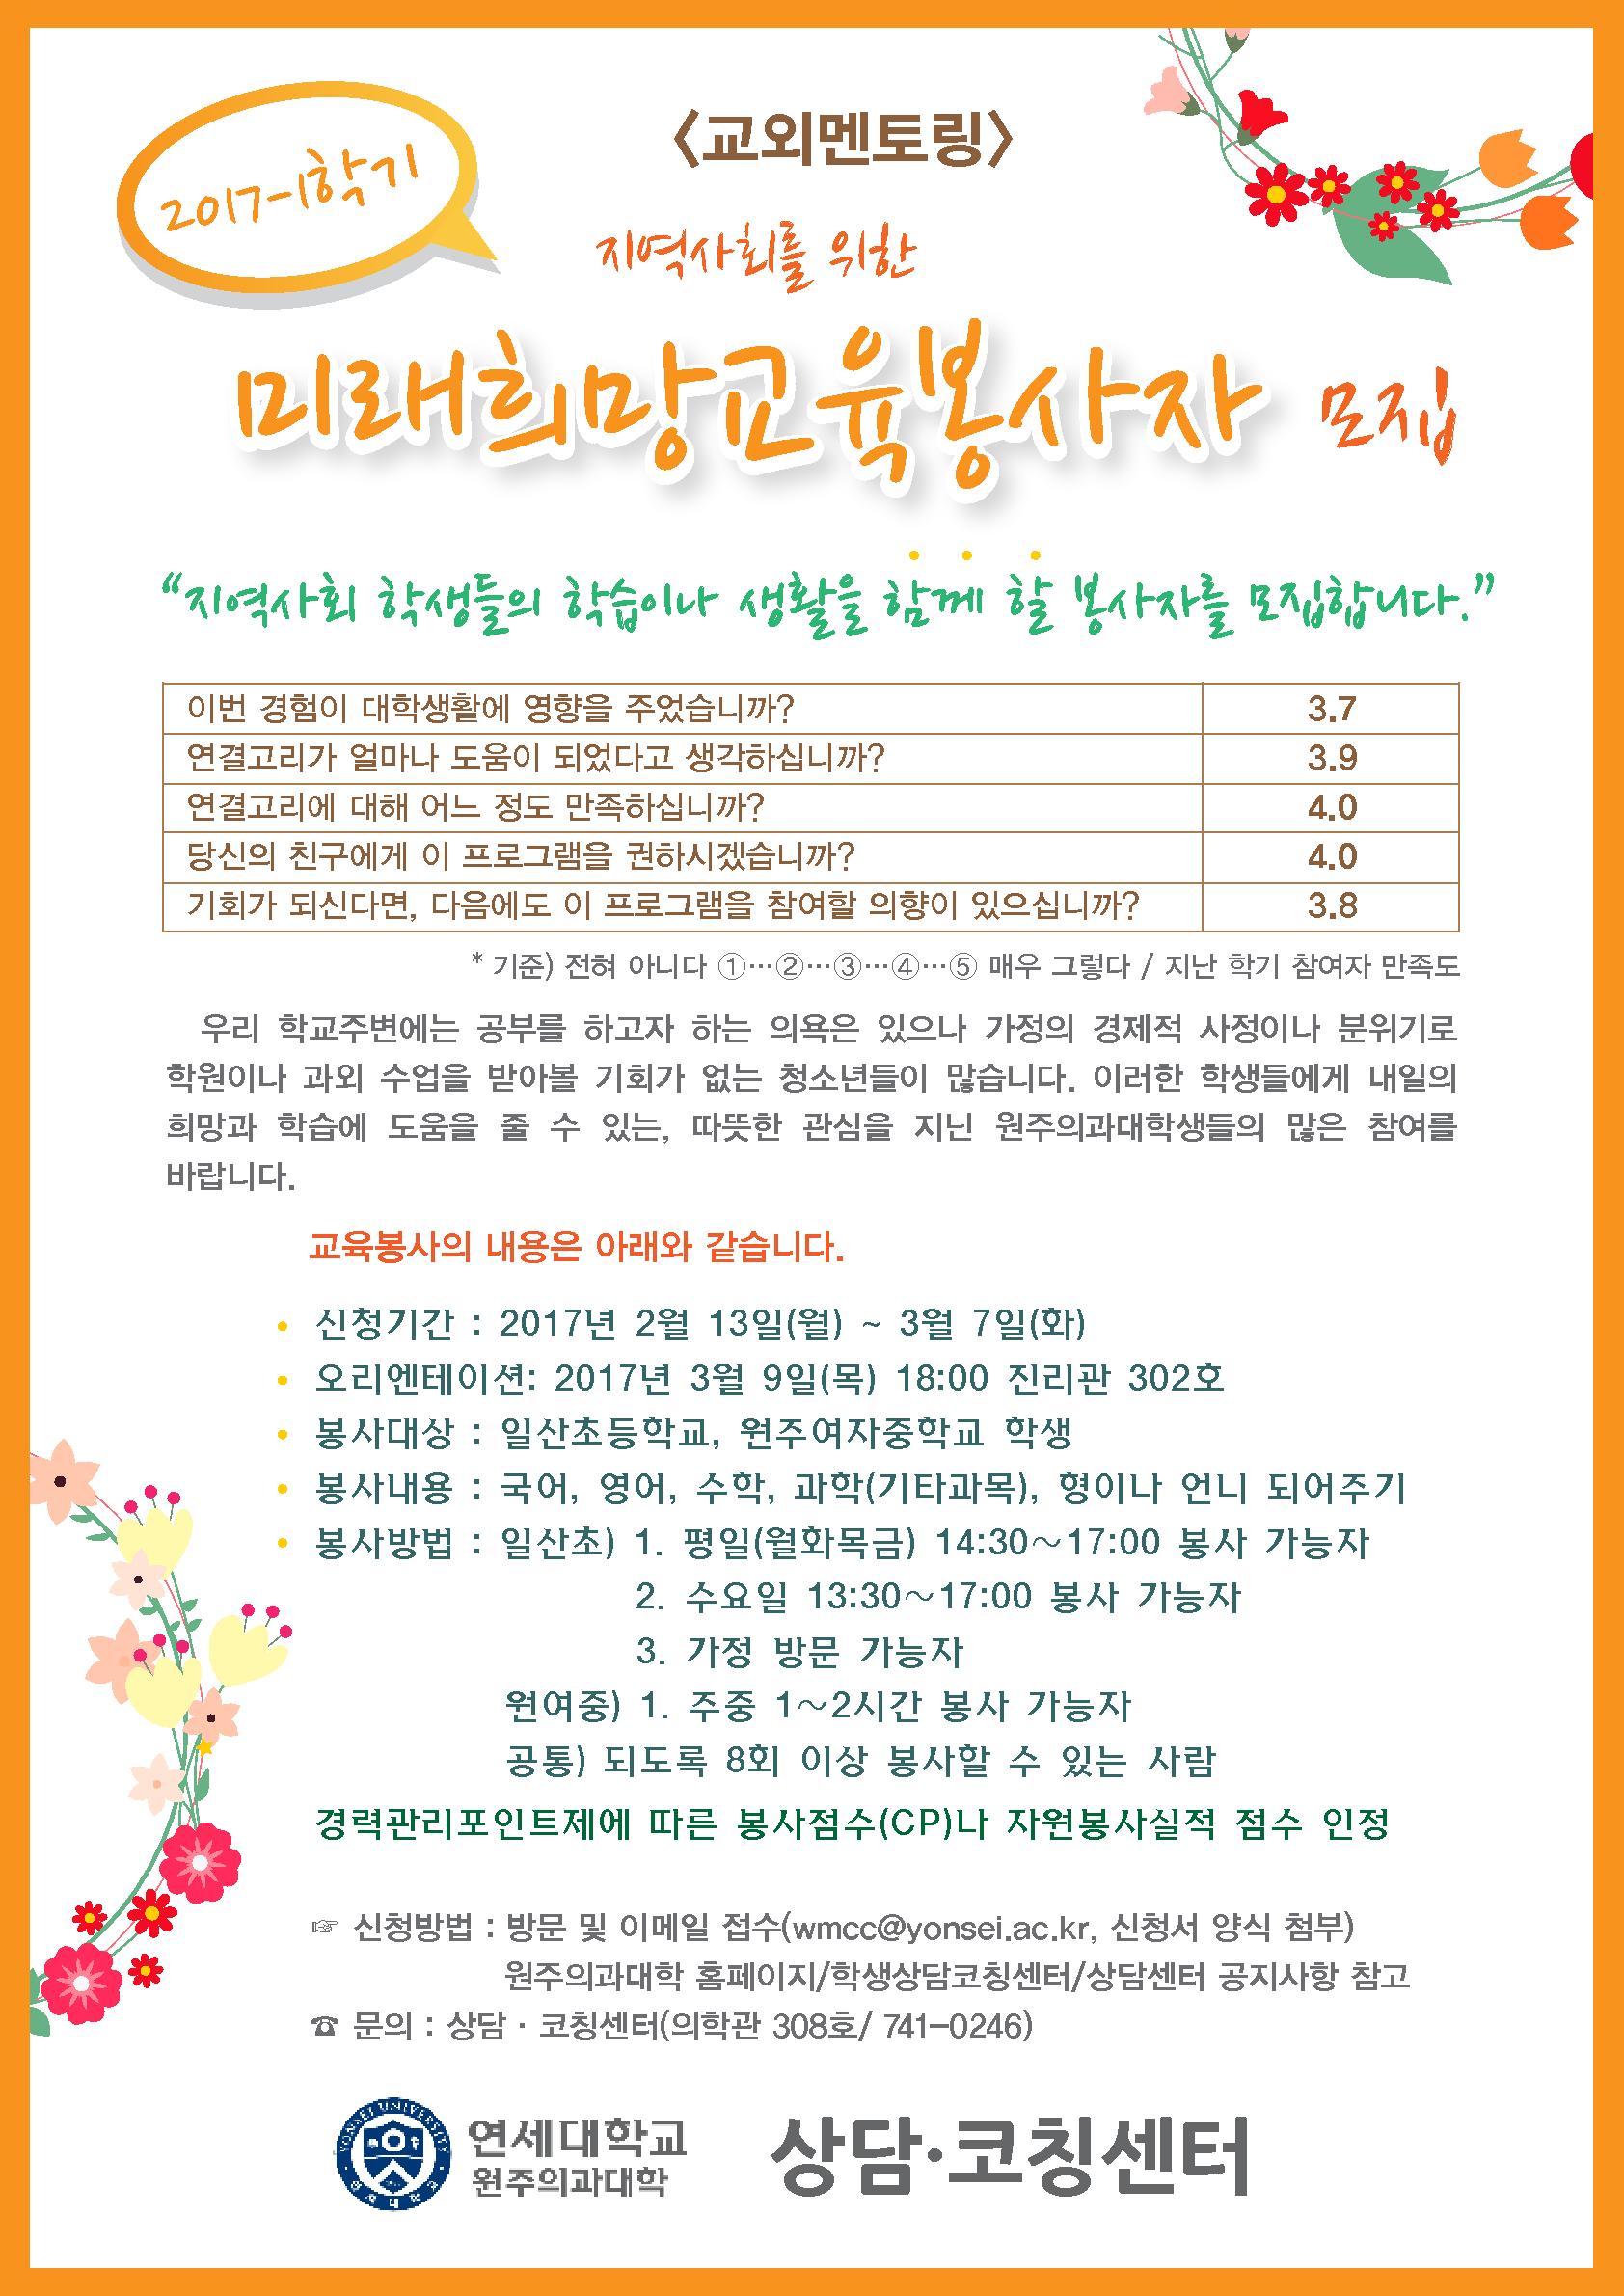 2017-1학기
<교외멘토링>
지역사회를 위한
미래희망교육봉사자 모집
“지역사회 학생들의 학습이나 생활을 함께 할 봉사자를 모집합니다.”
이번 경험이 대학생활에 영향을 주었습니까? 3.7
연결고리가 얼마나 도움이 되었다고 생각하십니까? 3.9
연결고리에 대해 어느 정도 만족하십니까? 4.0
당신의 친구에게 이 프로그램을 권하시겠습니까? 4.0
기회가 되신다면, 다음에도 이 프로그램을 참여할 의향이 있으십니까? 3.8
* 기준) 전혀 아니다 ①…②…③…④…⑤ 매우 그렇다 / 지난 학기 참여자 만족도
우리 학교주변에는 공부를 하고자 하는 의욕은 있으나 가정의 경제적 사정이나 분위기로
학원이나 과외 수업을 받아볼 기회가 없는 청소년들이 많습니다. 이러한 학생들에게 내일의
희망과 학습에 도움을 줄 수 있는, 따뜻한 관심을 지닌 원주의과대학생들의 많은 참여를
바랍니다.
교육봉사의 내용은 아래와 같습니다.
• 신청기간 : 2017년 2월 13일(월) ~ 3월 7일(화)
• 오리엔테이션: 2017년 3월 9일(목) 18:00 진리관 302호
• 봉사대상 : 일산초등학교, 원주여자중학교 학생
• 봉사내용 : 국어, 영어, 수학, 과학(기타과목), 형이나 언니 되어주기
• 봉사방법 : 일산초) 1. 평일(월화목금) 14:30～17:00 봉사 가능자
2. 수요일 13:30～17:00 봉사 가능자
3. 가정 방문 가능자
원여중) 1. 주중 1～2시간 봉사 가능자
공통) 되도록 8회 이상 봉사할 수 있는 사람
경력관리포인트제에 따른 봉사점수(CP)나 자원봉사실적 점수 인정
☞ 신청방법 : 방문 및 이메일 접수(wmcc@yonsei.ac.kr, 신청서 양식 첨부)
원주의과대학 홈페이지/학생상담코칭센터/상담센터 공지사항 참고
☎ 문의 : 상담 · 코칭센터(의학관 308호/ 741-0246)
YONSEI UNIVERSITY
연세대학교
원주의과대학
상담·코칭센터